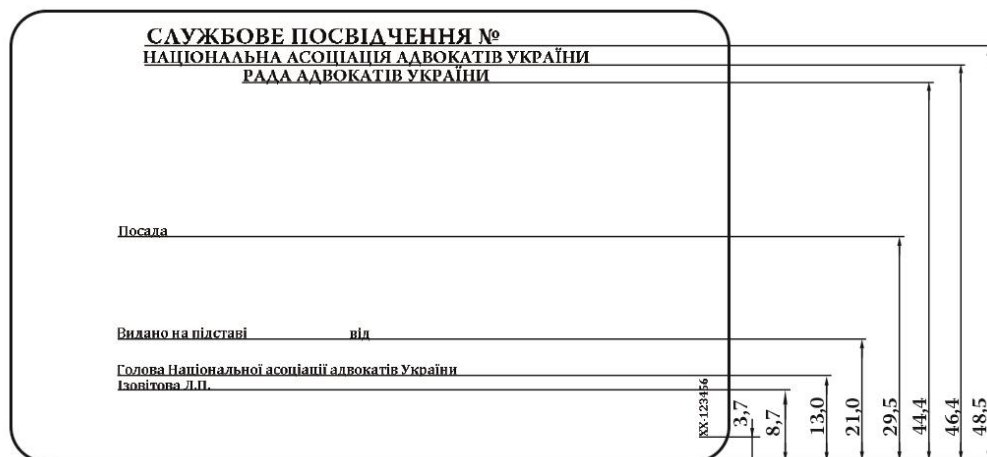 СЛУЖБОВЕ ПОСВІДЧЕННЯ №
НАЦІОНАЛЬНА АСОЦІАЦІЯ АДВОКАТІВ УКРАЇНИ
РАДА АДВОКАТІВ УКРАЇНИ
Посада
Видано на підставі від
Голова Національної асоціації адвокатів України
Ізовітова Л.П.
ХХ-123456
3,7
8,7
13,0
21,0
29,5
44,4
46,4
48,5